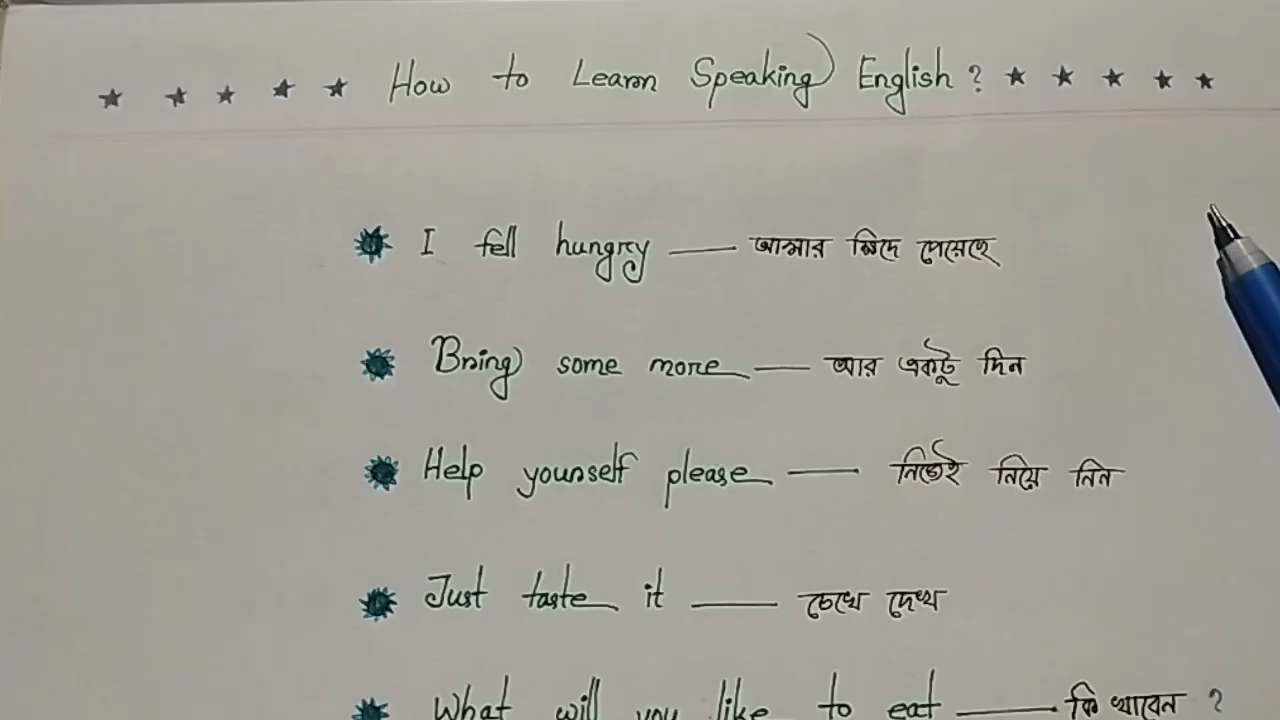 How to Learn Speaking English ?
I fell hungry — আমার খিদে পেয়েছে
Bring some more — আর একটু দিন
Help yourself please — নিজেই নিয়ে নিন
Just taste it — চেখে দেখ
What will you like to eat — কি খাবেন ?